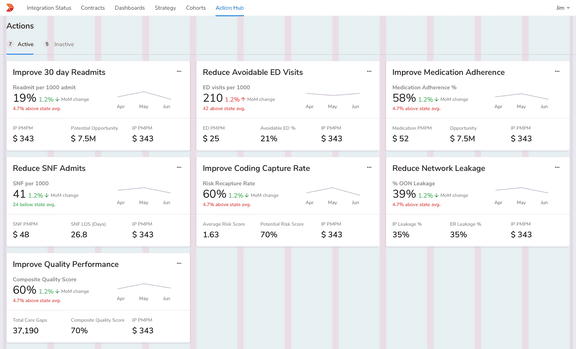 Integration Status Contracts Dashboards Strategy Cohorts Action Hub Jim
Actions
7 Active 9 Inactive
Improve 30 day Readmits
Readmit per 1000 admit
19% 1.2% MoM change
4.7% above state avg.
Apr May Jun
IP PMPM Potential Opportunity IP PMPM
$ 343 $ 7.5M $ 343
Reduce Avoidable ED Visits
ED visits per 1000
210 1.2% MoM change
42 above state avg.
Apr May Jun
ED PMPM Avoidable ED % IP PMPM
$ 25 21% $ 343
Improve Medication Adherence
Medication Adherence %
58% 1.2% MoM change
4.7% above state avg.
Apr May Jun
Medication PMPM Opportunity IP PMPM
$ 52 $ 7.5M $ 343
Reduce SNF Admits
SNF per 1000
41 1.2% MoM change
24 below state avg.
Apr May Jun
SNF PMPM SNF LOS (Days) IP PMPM
$ 48 26.8 $ 343
Improve Coding Capture Rate
Risk Recapture Rate
60% 1.2% MoM change
4.7% above state avg.
Apr May Jun
Average Risk Score Potential Risk Score IP PMPM
1.63 70% $ 343
Reduce Network Leakage
% OON Leakage
39% 1.2% MoM change
4.7% above state avg.
Apr May Jun
IP Leakage % ER Leakage % IP PMPM
35% 35% $ 343
Improve Quality Performance
Composite Quality Score
60% 1.2% MoM change
4.7% above state avg.
Apr May Jun
Total Care Gaps Composite Quality Score IP PMPM
37,190 70% $ 343